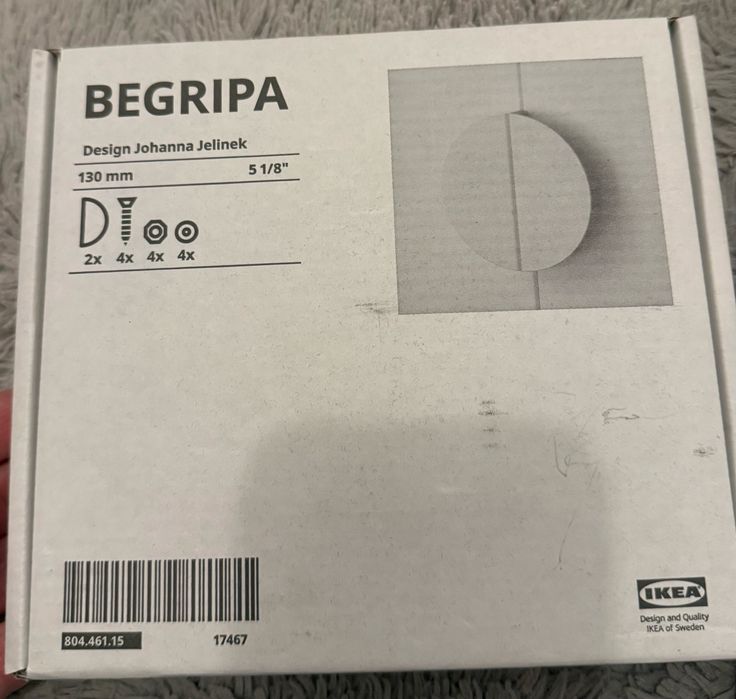 BEGRIPA
Design Johanna Jelinek
130 mm 5 1/8"
2x 4x 4x 4x
804.461.15 17467
IKEA
Design and Quality
IKEA of Sweden